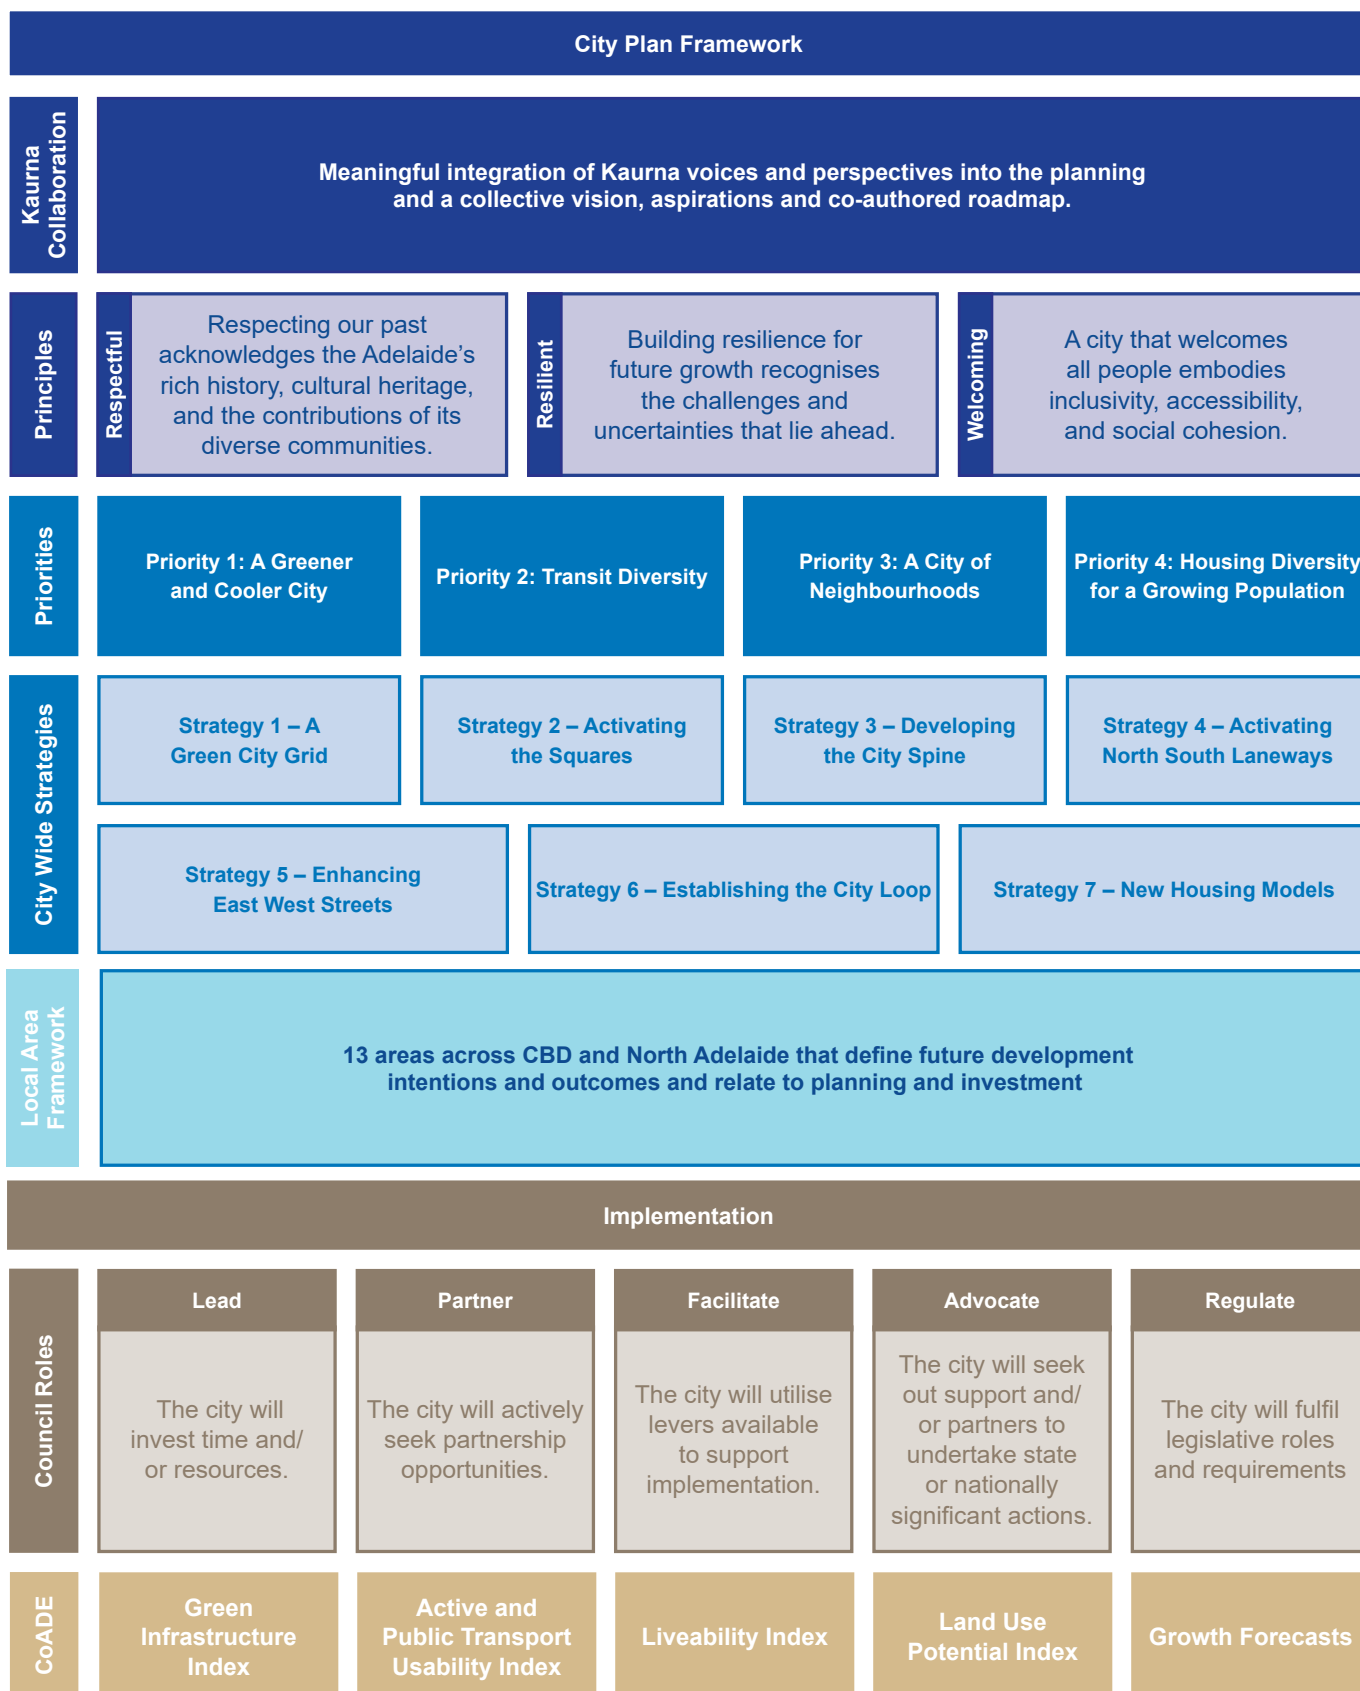 City Plan Framework
Kaurna
Collaboration
Meaningful integration of Kaurna voices and perspectives into the planning
and a collective vision, aspirations and co-authored roadmap.
Principles
Respectful
Respecting our past
acknowledges the Adelaide’s
rich history, cultural heritage,
and the contributions of its
diverse communities.
Resilient
Building resilience for
future growth recognises
the challenges and
uncertainties that lie ahead.
Welcoming
A city that welcomes
all people embodies
inclusivity, accessibility,
and social cohesion.
Priorities
Priority 1: A Greener
and Cooler City
Priority 2: Transit Diversity
Priority 3: A City of
Neighbourhoods
Priority 4: Housing Diversity
for a Growing Population
City Wide Strategies
Strategy 1 – A
Green City Grid
Strategy 2 – Activating
the Squares
Strategy 3 – Developing
the City Spine
Strategy 4 – Activating
North South Laneways
Strategy 5 – Enhancing
East West Streets
Strategy 6 – Establishing the City Loop
Strategy 7 – New Housing Models
Local Area
Framework
13 areas across CBD and North Adelaide that define future development
intentions and outcomes and relate to planning and investment
Implementation
Council Roles
Lead
The city will
invest time and/
or resources.
Partner
The city will actively
seek partnership
opportunities.
Facilitate
The city will utilise
levers available
to support
implementation.
Advocate
The city will seek
out support and/
or partners to
undertake state
or nationally
significant actions.
Regulate
The city will fulfil
legislative roles
and requirements
CoADE
Green
Infrastructure
Index
Active and
Public Transport
Usability Index
Liveability Index
Land Use
Potential Index
Growth Forecasts